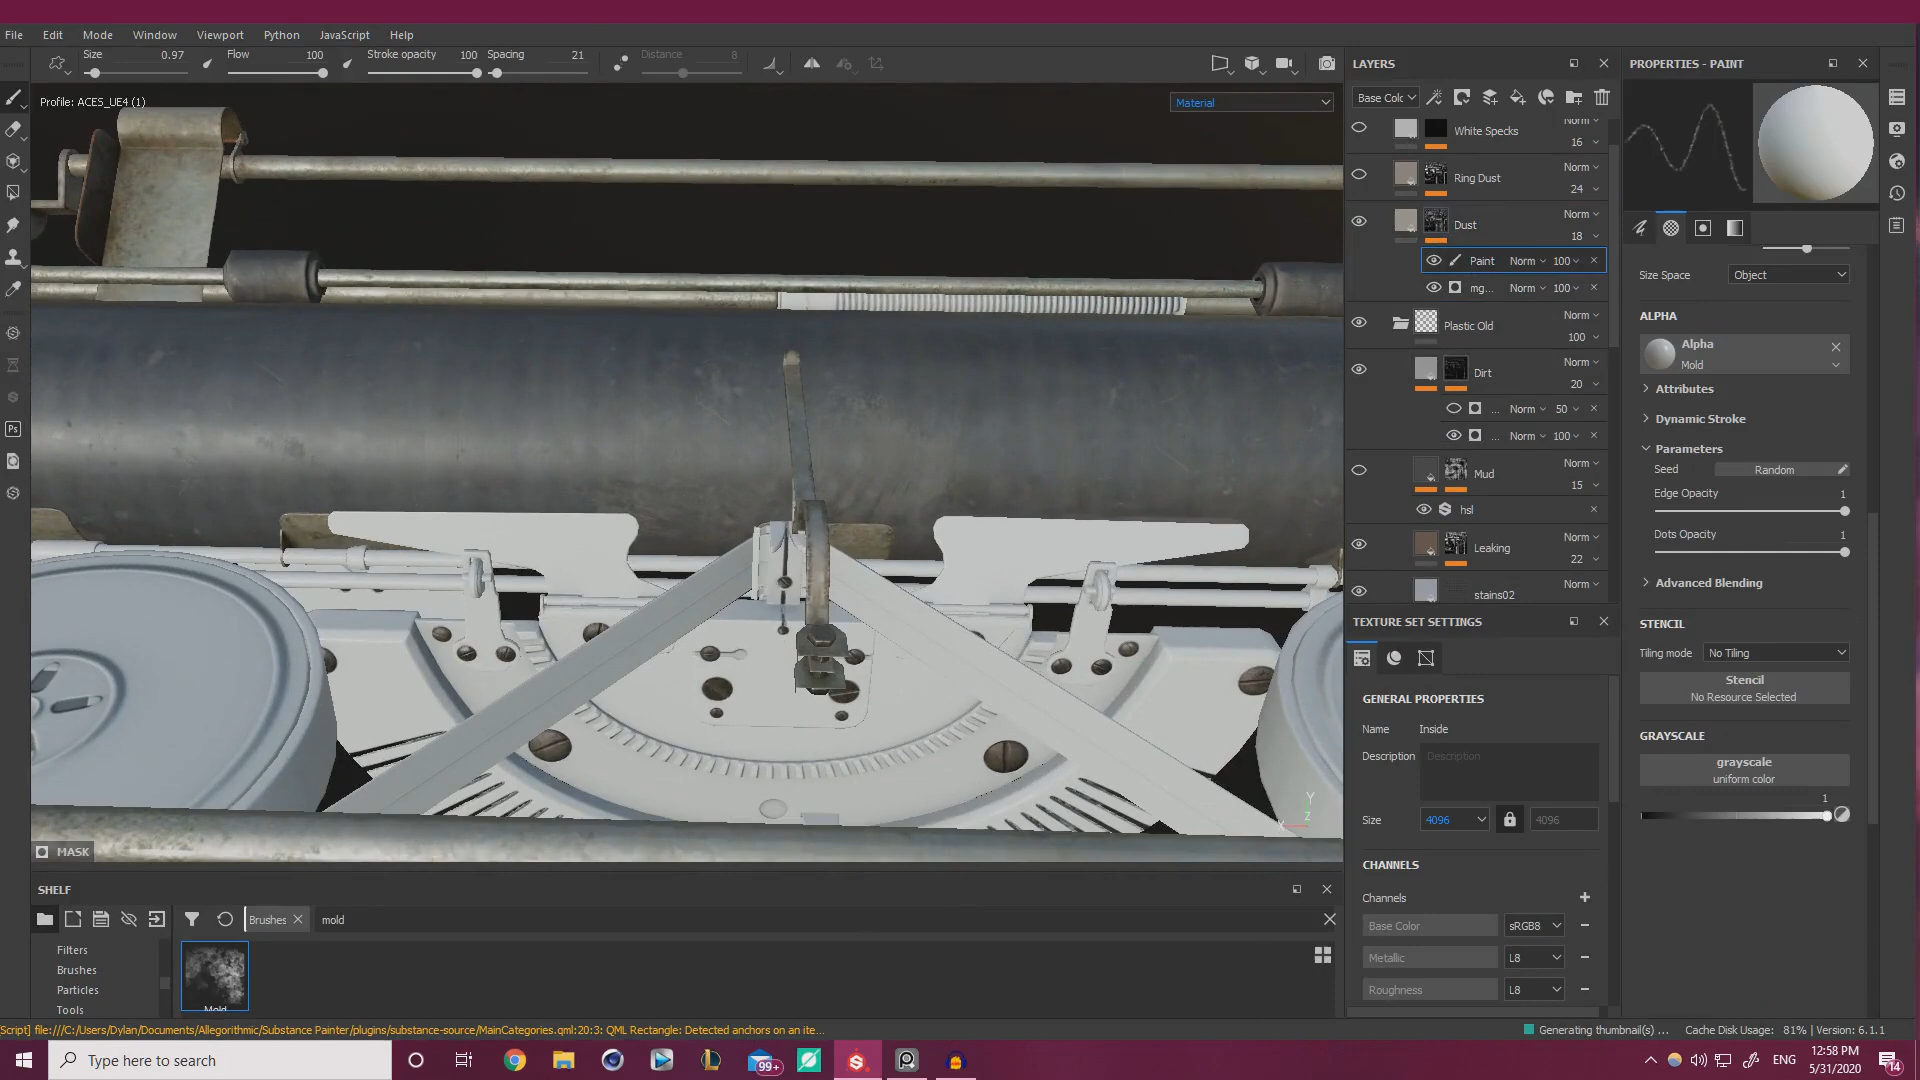 File Edit Mode Window Viewport Python JavaScript Help
Size 0.97 Flow 100 Stroke opacity 100 Spacing 21 Distance 8
Profile: ACES_UE4 (1)
Material
MASK
LAYERS
Base Colc
White Specks Norm 16
Ring Dust Norm 24
Dust Norm 18
Paint Norm 100
mg... Norm 100
Plastic Old Norm 100
Dirt Norm 20
... Norm 50
... Norm 100
Mud Norm 15
hsl
Leaking Norm 22
stains02 Norm
TEXTURE SET SETTINGS
GENERAL PROPERTIES
Name Inside
Description Description
Size 4096 4096
CHANNELS
Channels
Base Color sRGB8
Metallic L8
Roughness L8
PROPERTIES - PAINT
Size Space Object
ALPHA
Alpha
Mold
Attributes
Dynamic Stroke
Parameters
Seed Random
Edge Opacity 1
Dots Opacity 1
Advanced Blending
STENCIL
Tiling mode No Tiling
Stencil
No Resource Selected
GRAYSCALE
grayscale
uniform color
1
Y
Z
X
SHELF
Brushes mold
Filters
Brushes
Particles
Tools
Mold
Script] file:///C:/Users/Dylan/Documents/Allegorithmic/Substance Painter/plugins/substance-source/MainCategories.qml:20:3: QML Rectangle: Detected anchors on an ite...
Generating thumbnail(s) ... Cache Disk Usage: 81% | Version: 6.1.1
Type here to search
99+
Ps
ENG
12:58 PM
5/31/2020
14